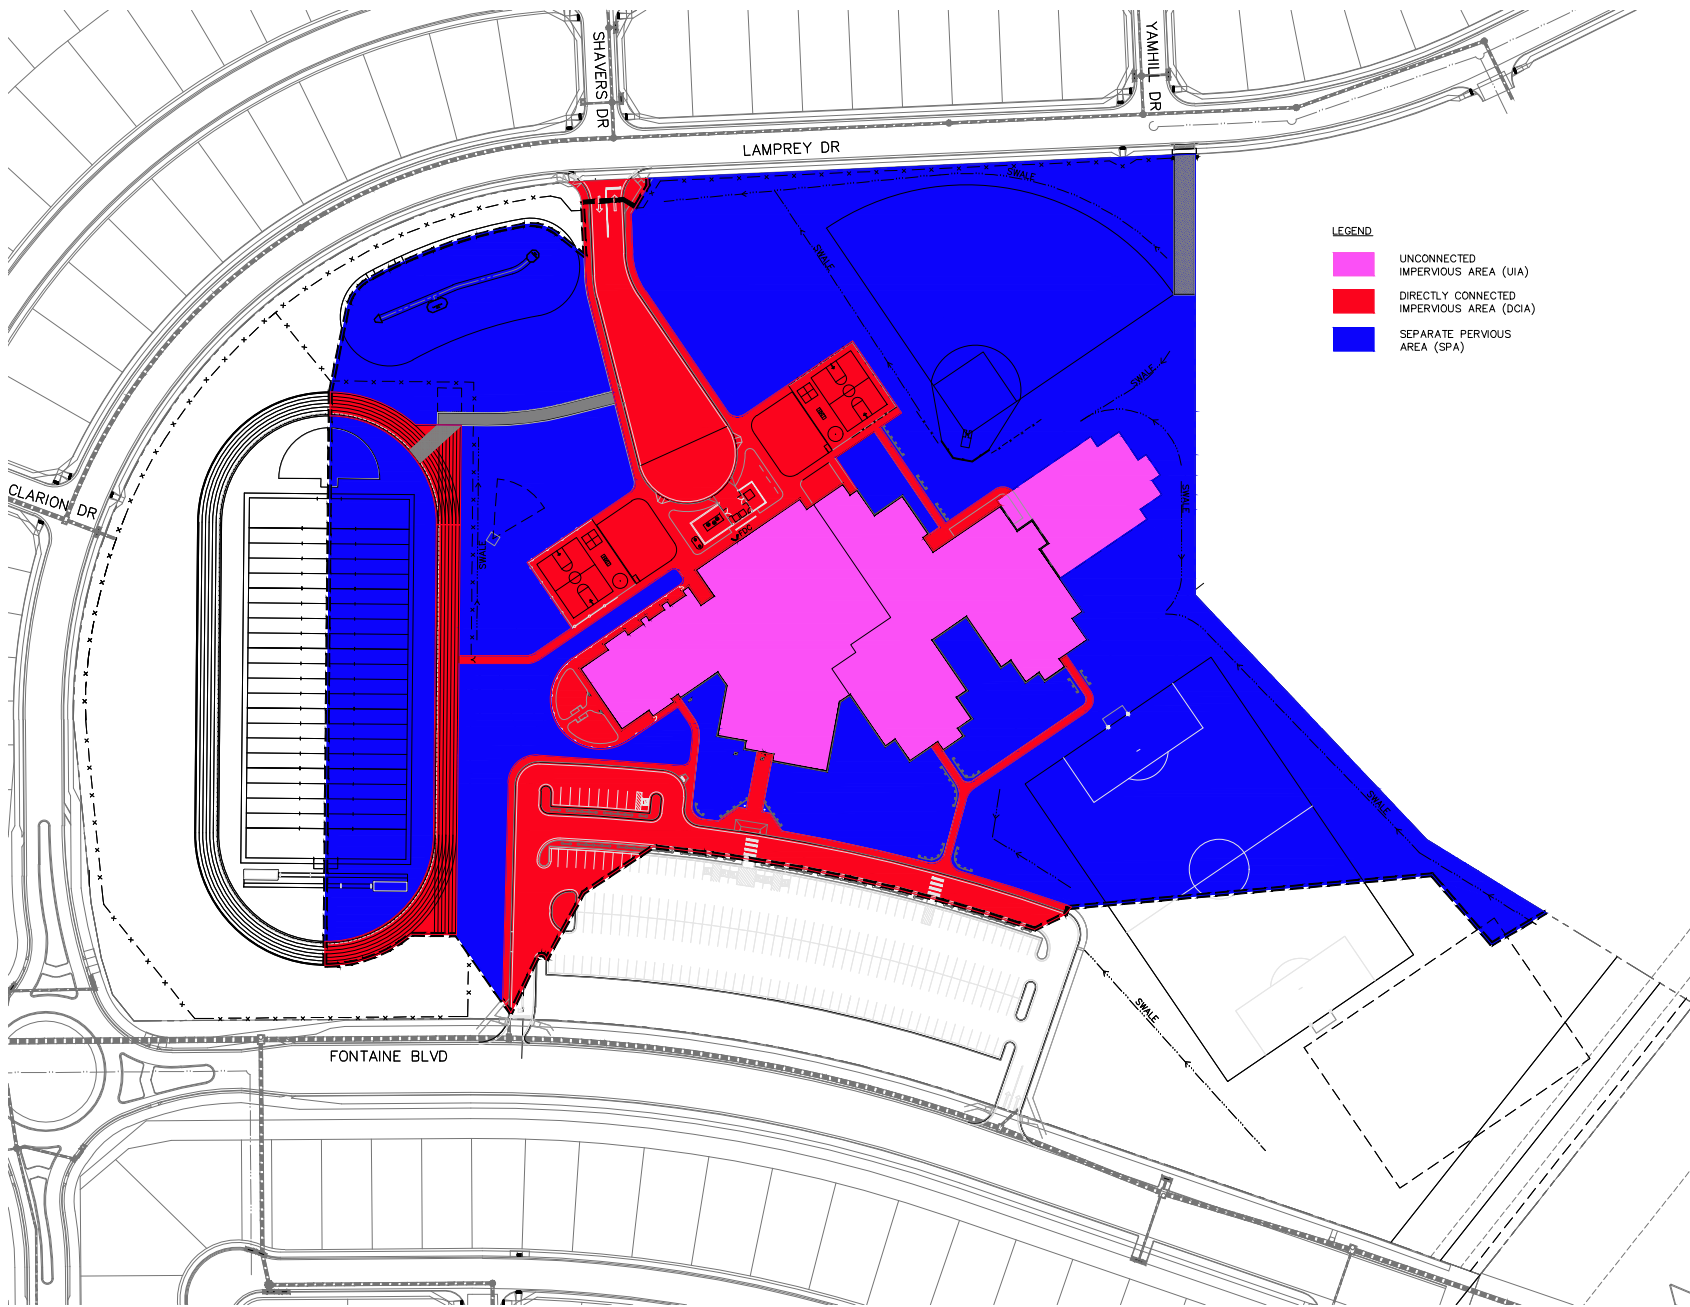 SHAVERS DR
YAMHILL DR
LAMPREY DR
SWALE
SWALE
LEGEND
UNCONNECTED
IMPERVIOUS AREA (UIA)
DIRECTLY CONNECTED
IMPERVIOUS AREA (DCIA)
SEPARATE PERVIOUS
AREA (SPA)
SWALE
CLARION DR
SWALE
SWALE
SWALE
SWALE
FONTAINE BLVD